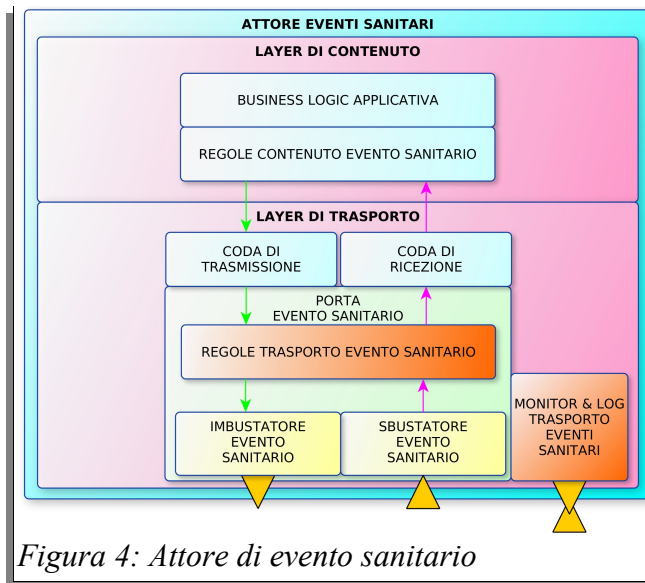 ATTORE EVENTI SANITARI
LAYER DI CONTENUTO
BUSINESS LOGIC APPLICATIVA
REGOLE CONTENUTO EVENTO SANITARIO
LAYER DI TRASPORTO
CODA DI
TRASMISSIONE
CODA DI
RICEZIONE
PORTA
EVENTO SANITARIO
REGOLE TRASPORTO EVENTO SANITARIO
IMBUSTATORE
EVENTO
SANITARIO
SBUSTATORE
EVENTO
SANITARIO
MONITOR & LOG
TRASPORTO
EVENTI
SANITARI
Figura 4: Attore di evento sanitario